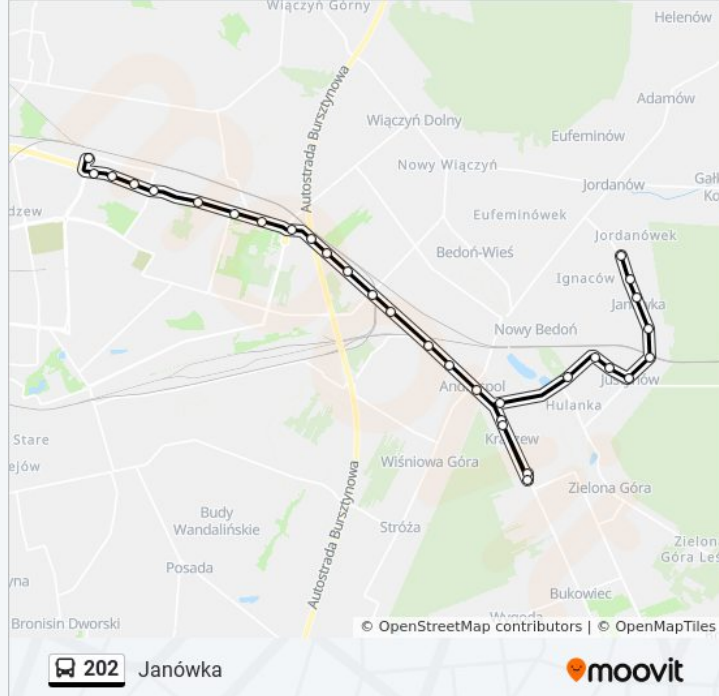 Wiączyń Górny
Helenów
Autostrada Bursztynowa
Adamów
Wiączyń Dolny
Eufeminów
Nowy Wiączyń
Jordanów
Gałk
Ko
dzew
Eufeminówek
Jordanówek
Bedoń-Wieś
Ignaców
Janówka
Nowy Bedoń
Justynów
Andrespol
Hulanka
Stare
ejów
Kraszew
Wiśniowa Góra
Zielona Góra
Budy
Wandalińskie
Stróża
Autostrada Bursztynowa
Zielona
Góra Leś
Posada
yna
Bukowiec
Wygoda
Bronisin Dworski
© OpenStreetMap contributors | © OpenMapTiles
202 Janówka
moovit